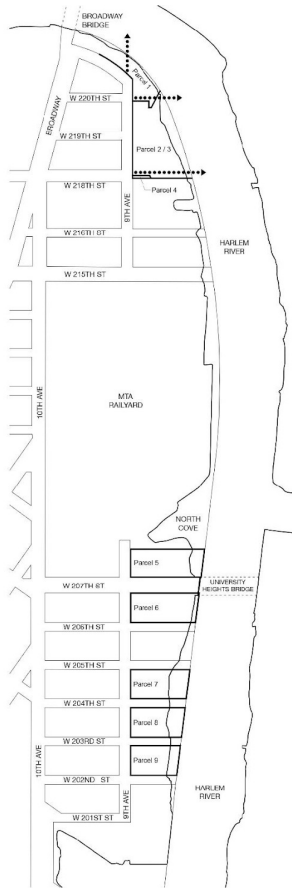 BROADWAY
BRIDGE
Parcel 1
W 220TH ST
BROADWAY
W 219TH ST
Parcel 2 / 3
W 218TH ST
Parcel 4
9TH AVE
W 216TH ST
HARLEM
RIVER
W 215TH ST
10TH AVE
MTA
RAILYARD
NORTH
COVE
Parcel 5
W 207TH ST
UNIVERSITY
HEIGHTS BRIDGE
Parcel 6
W 206TH ST
W 205TH ST
Parcel 7
W 204TH ST
Parcel 8
W 203RD ST
10TH AVE
Parcel 9
W 202ND ST
9TH AVE
HARLEM
RIVER
W 201ST ST